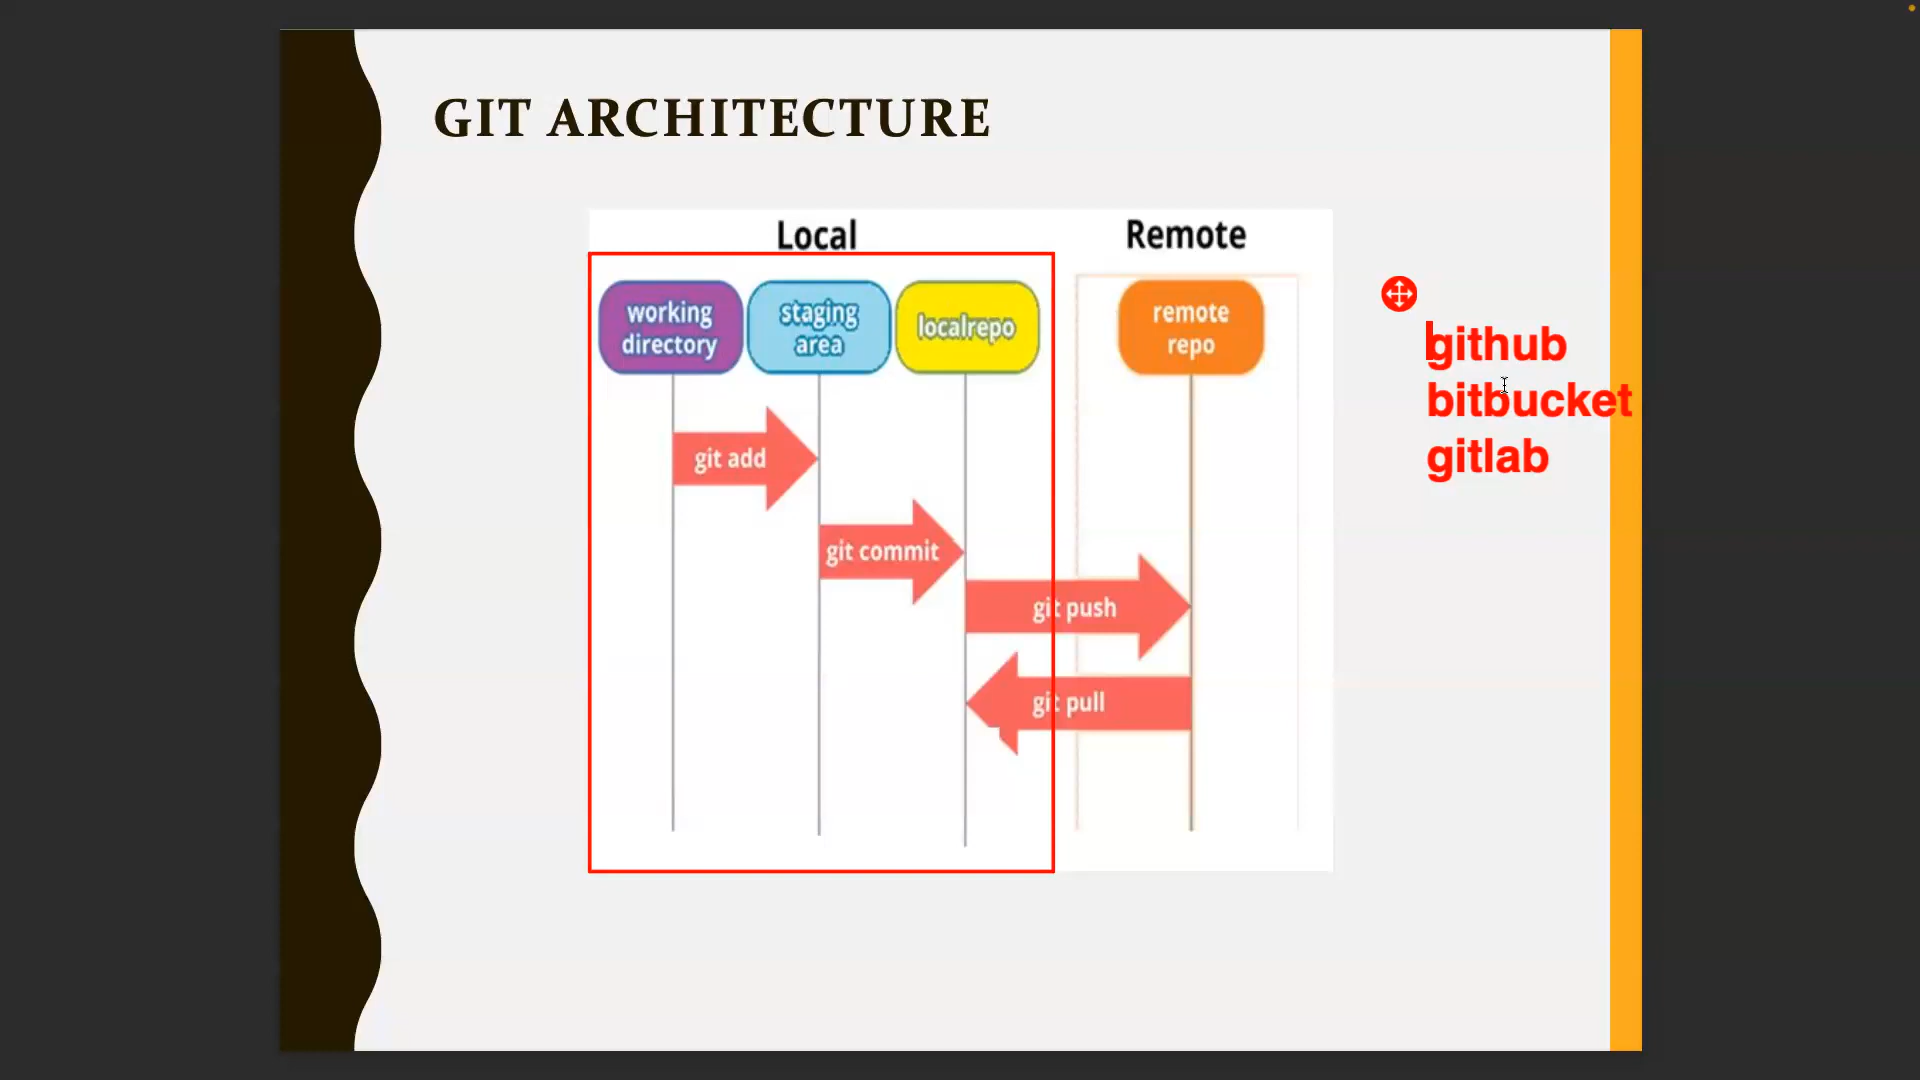 GIT ARCHITECTURE
Local
Remote
working
directory
staging
area
localrepo
remote
repo
github
bitbucket
gitlab
git add
git commit
git push
git pull